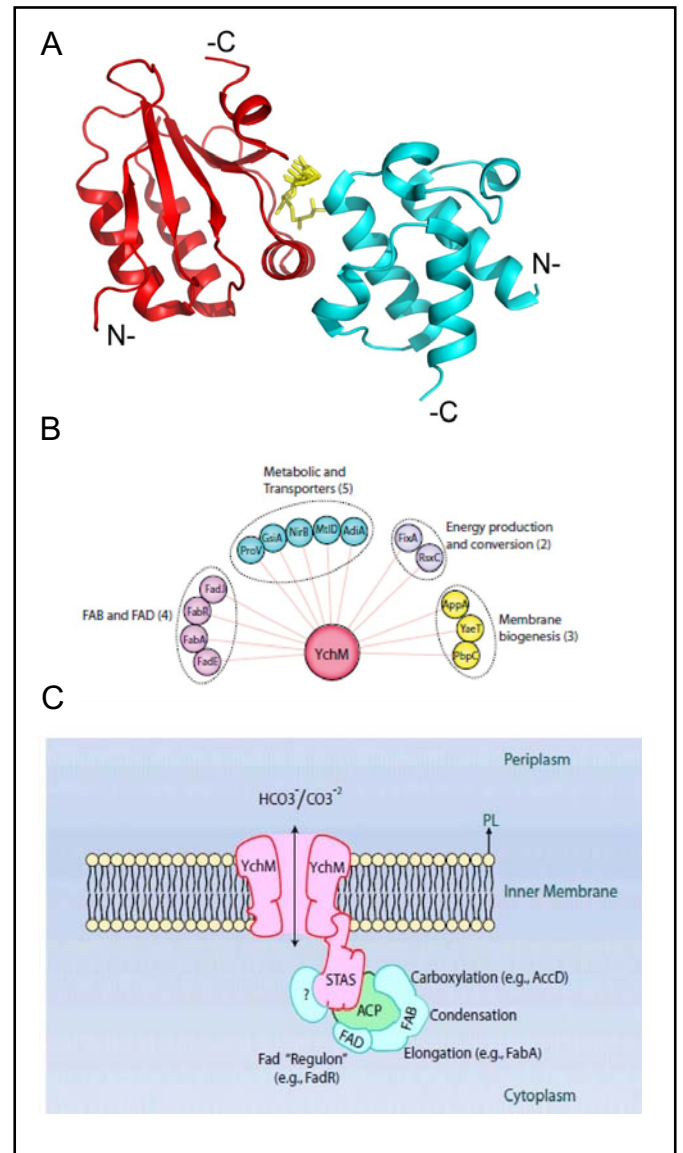 A
-C
N-
N-
-C
B
Metabolic and
Transporters (5)
ProV
GsiA
NirB
MtlD
AdiA
Energy production
and conversion (2)
FixA
RsxC
FAB and FAD (4)
FadJ
FabR
FabA
FadE
AppA
YaeT
PbpC
Membrane
biogenesis (3)
YchM
C
Periplasm
HCO3-/CO3-2
PL
YchM
YchM
Inner Membrane
STAS
?
ACP
FAB
FAD
Carboxylation (e.g., AccD)
Condensation
Elongation (e.g., FabA)
Fad "Regulon"
(e.g., FadR)
Cytoplasm